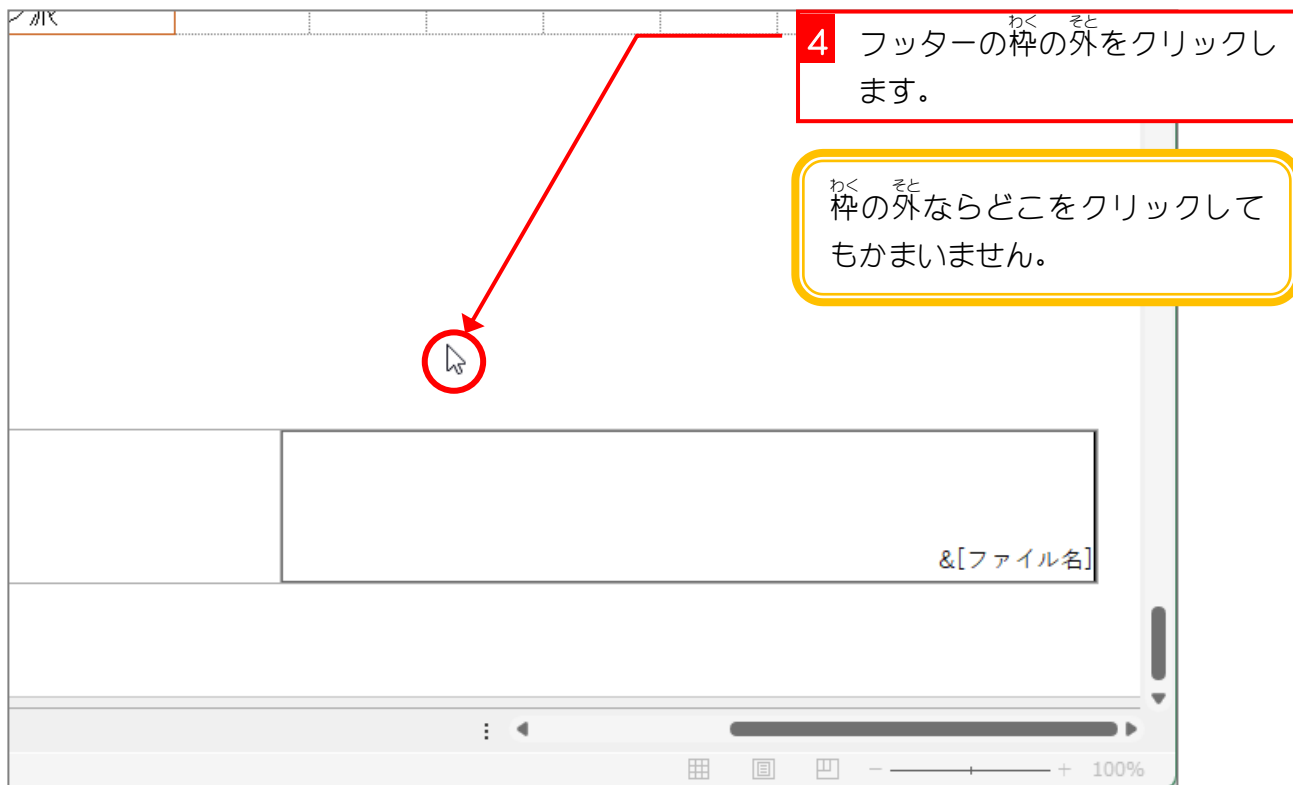 4 フッターの枠の外をクリックし
ます。
枠の外ならどこをクリックして
もかまいません。
&[ファイル名]
100%